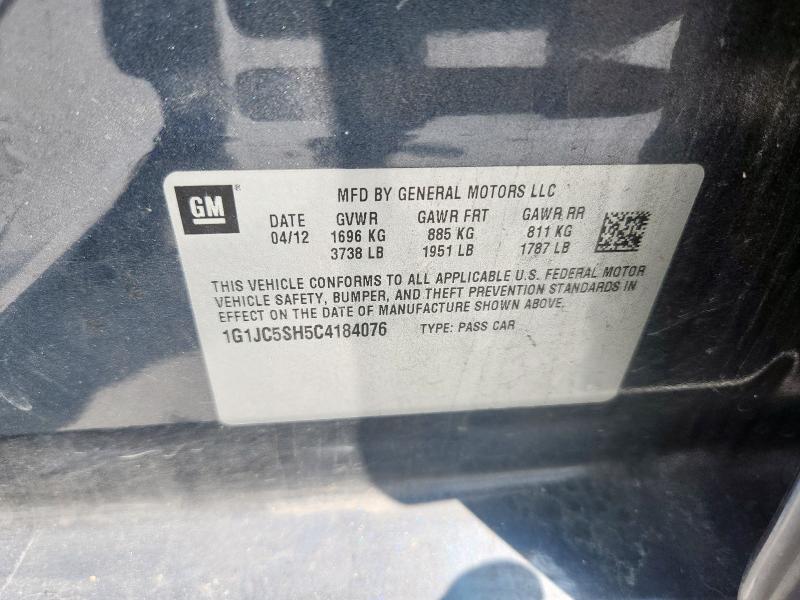 GM ® MFD BY GENERAL MOTORS LLC
DATE GVWR GAWR FRT GAWR RR
04/12 1696 KG 885 KG 811 KG
3738 LB 1951 LB 1787 LB
THIS VEHICLE CONFORMS TO ALL APPLICABLE U.S. FEDERAL MOTOR
VEHICLE SAFETY, BUMPER, AND THEFT PREVENTION STANDARDS IN
EFFECT ON THE DATE OF MANUFACTURE SHOWN ABOVE.
1G1JC5SH5C4184076 TYPE: PASS CAR